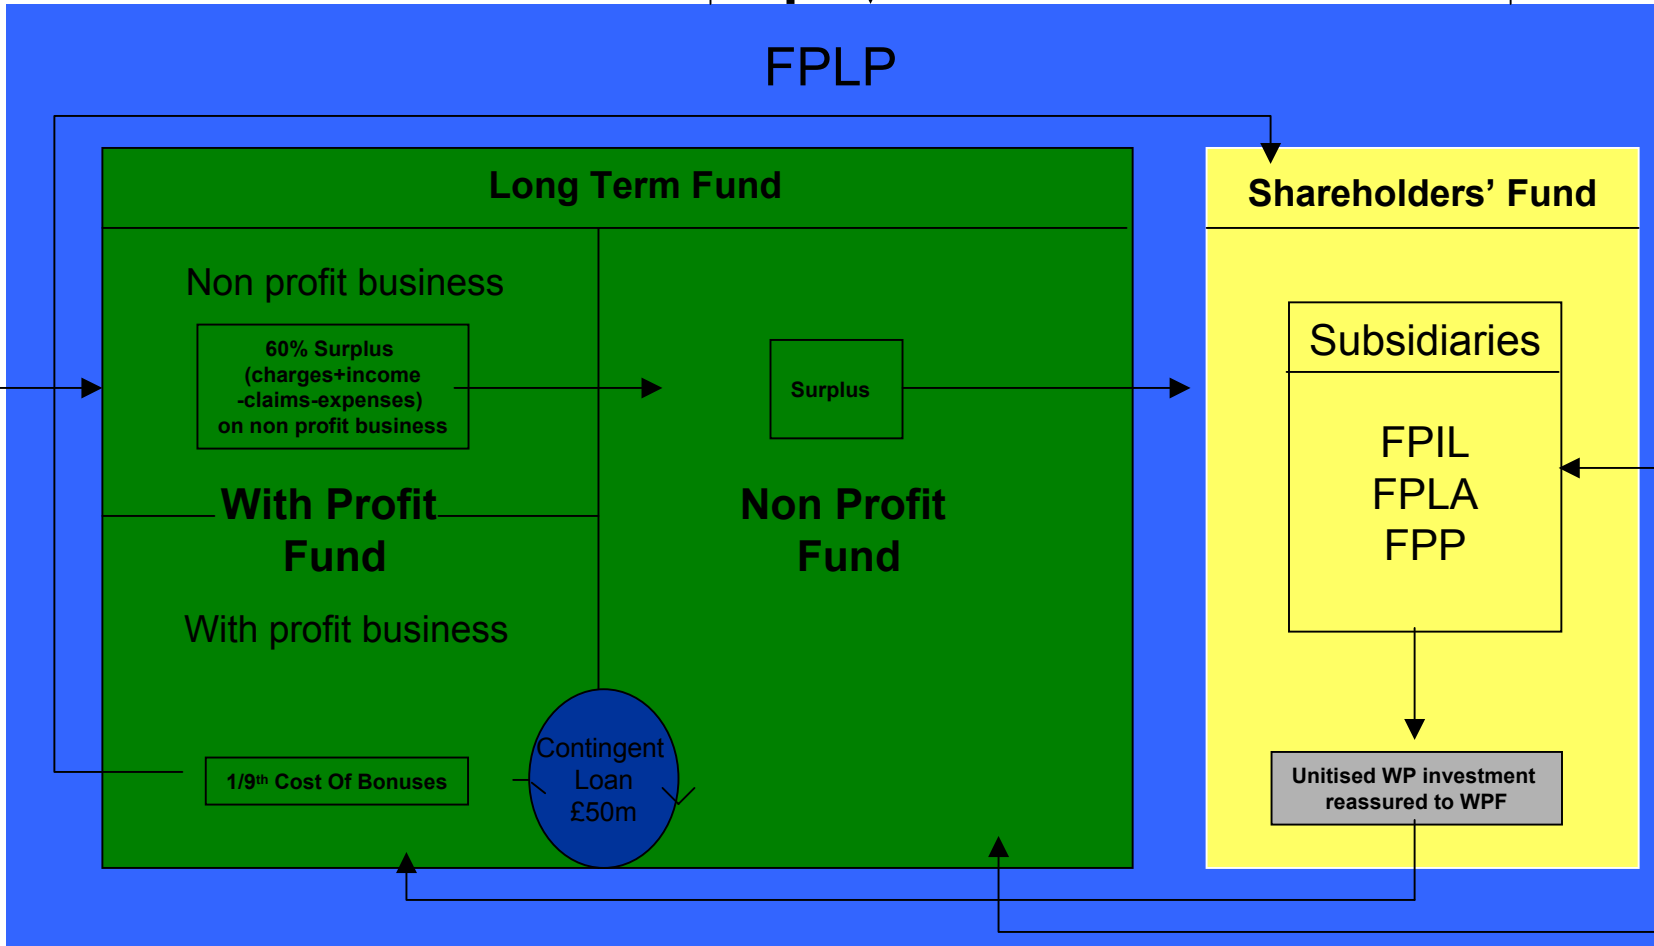 FPLP
Long Term Fund
Non profit business
60% Surplus
(charges+income
-claims-expenses)
on non profit business
With Profit
Fund
With profit business
1/9th Cost Of Bonuses
Contingent
Loan
£50m
Surplus
Non Profit
Fund
Shareholders’ Fund
Subsidiaries
FPIL
FPLA
FPP
Unitised WP investment
reassured to WPF